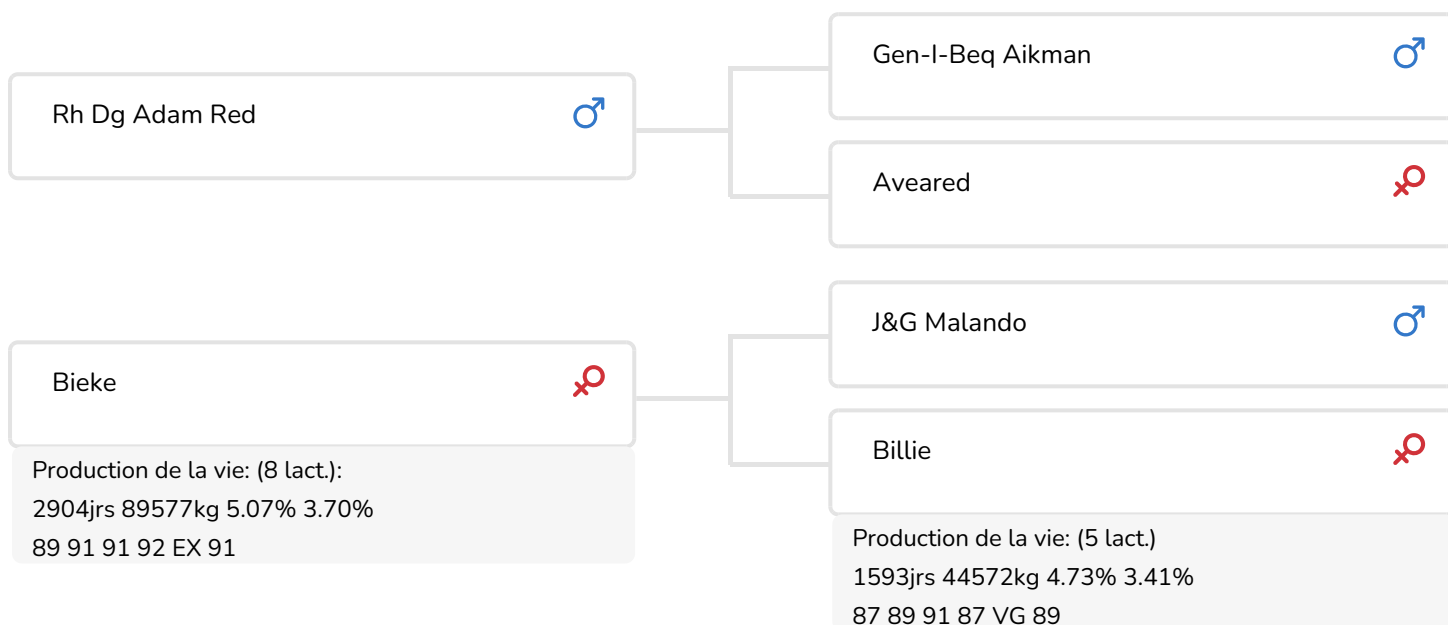 Gen-I-Beq Aikman
Rh Dg Adam Red
Aveared
J&G Malando
Bieke
Billie
Production de la vie: (8 lact.):
2904jrs 89577kg 5.07% 3.70%
89 91 91 92 EX 91
Production de la vie: (5 lact.)
1593jrs 44572kg 4.73% 3.41%
87 89 91 87 VG 89